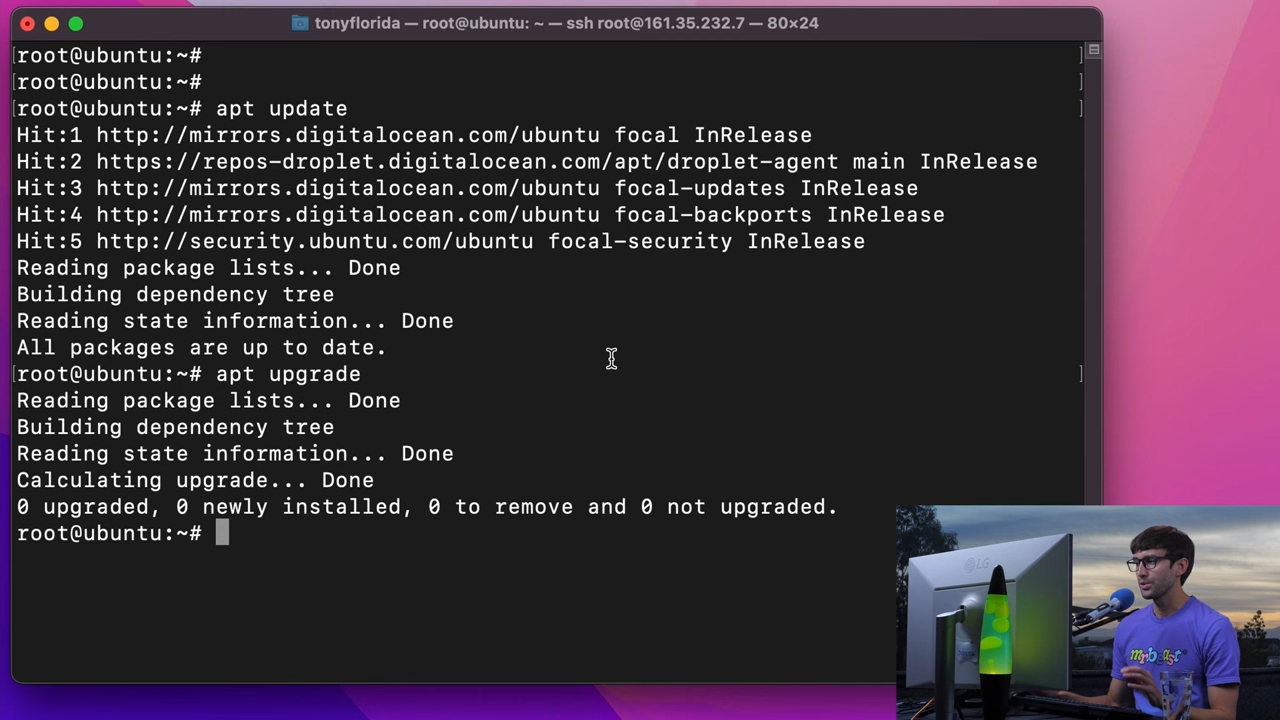 tonyflorida — root@ubuntu: ~ — ssh root@161.35.232.7 — 80×24
[root@ubuntu:~# ]
[root@ubuntu:~# ]
[root@ubuntu:~# apt update ]
Hit:1 http://mirrors.digitalocean.com/ubuntu focal InRelease
Hit:2 https://repos-droplet.digitalocean.com/apt/droplet-agent main InRelease
Hit:3 http://mirrors.digitalocean.com/ubuntu focal-updates InRelease
Hit:4 http://mirrors.digitalocean.com/ubuntu focal-backports InRelease
Hit:5 http://security.ubuntu.com/ubuntu focal-security InRelease
Reading package lists... Done
Building dependency tree
Reading state information... Done
All packages are up to date.
[root@ubuntu:~# apt upgrade ]
Reading package lists... Done
Building dependency tree
Reading state information... Done
Calculating upgrade... Done
0 upgraded, 0 newly installed, 0 to remove and 0 not upgraded.
root@ubuntu:~#
LG
mrbeast